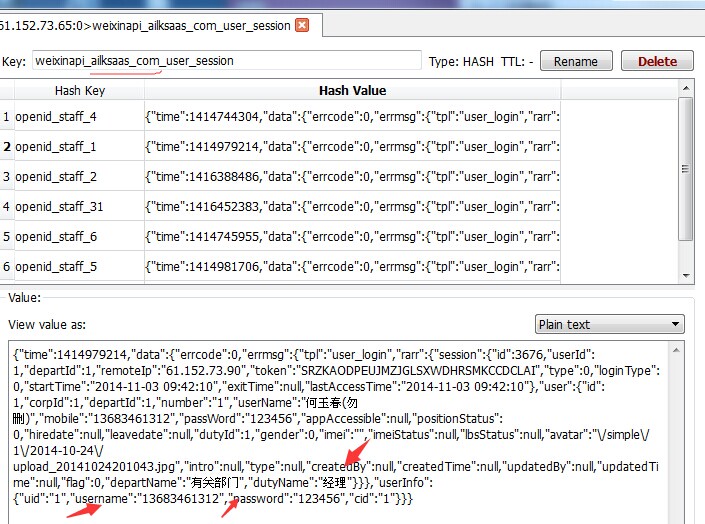 61.152.73.65:0>weixinapi_ailksaas_com_user_session
Key: weixinapi_ailksaas_com_user_session Type: HASH TTL: - Rename Delete
Hash Key Hash Value
1 openid_staff_4 {"time":1414744304,"data":{"errcode":0,"errmsg":{"tpl":"user_login","rarr":
2 openid_staff_1 {"time":1414979214,"data":{"errcode":0,"errmsg":{"tpl":"user_login","rarr":
3 openid_staff_2 {"time":1416388486,"data":{"errcode":0,"errmsg":{"tpl":"user_login","rarr":
4 openid_staff_31 {"time":1416452383,"data":{"errcode":0,"errmsg":{"tpl":"user_login","rarr":
5 openid_staff_6 {"time":1414745955,"data":{"errcode":0,"errmsg":{"tpl":"user_login","rarr":
6 openid_staff_5 {"time":1414981706,"data":{"errcode":0,"errmsg":{"tpl":"user_login","rarr":
Value:
View value as: Plain text
{"time":1414979214,"data":{"errcode":0,"errmsg":{"tpl":"user_login","rarr":{"session":{"id":3676,"userId":
1,"departId":1,"remoteIp":"61.152.73.90","token":"SRZKAODPEUJMZJGLSXWDHRSMKCCDCLAI","type":0,"loginType":
0,"startTime":"2014-11-03 09:42:10","exitTime":null,"lastAccessTime":"2014-11-03 09:42:10"},"user":{"id":
1,"corpId":1,"departId":1,"number":"1","userName":"何玉春(勿
删)","mobile":"13683461312","passWord":"123456","appAccessible":null,"positionStatus":
0,"hiredate":null,"leavedate":null,"dutyId":1,"gender":0,"imei":"","imeiStatus":null,"lbsStatus":null,"avatar":"\/simple\/
1\/2014-10-24\/
upload_20141024201043.jpg","intro":null,"type":null,"createdBy":null,"createdTime":null,"updatedBy":null,"updatedTi
me":null,"flag":0,"departName":"有关部门","dutyName":"经理"}}},"userInfo":
{"uid":"1","username":"13683461312","password":"123456","cid":"1"}}}